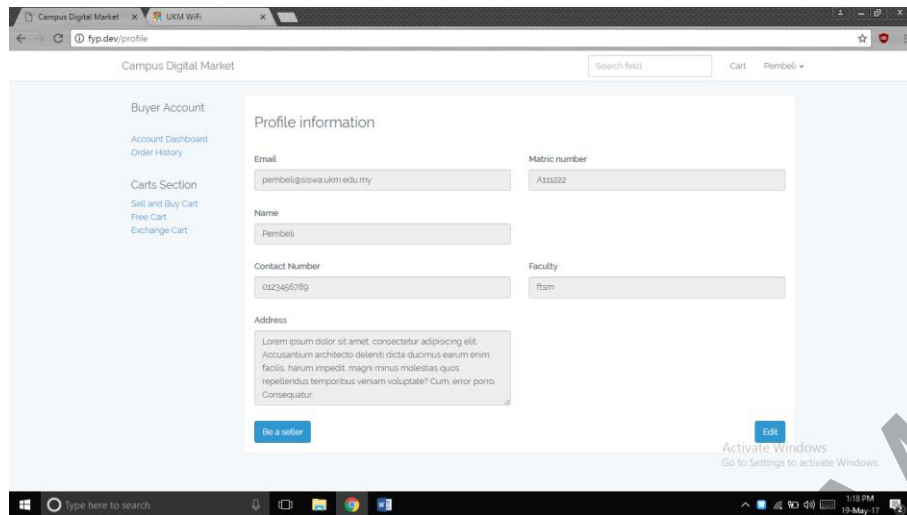 Campus Digital Market
UKM WiFi
fyp.dev/profile
Campus Digital Market
Search field
Cart
Pembeli
Buyer Account
Account Dashboard
Order History
Carts Section
Sell and Buy Cart
Free Cart
Exchange Cart
Profile information
Email
Matric number
pembeli@siswa.ukm.edu.my
A111222
Name
Pembeli
Contact Number
Faculty
0123456789
ftsm
Address
Lorem ipsum dolor sit amet, consectetur adipisicing elit.
Accusantium architecto deleniti dicta ducimus earum enim
facilis, harum impedit, magni minus molestias quos
repellendus temporibus veniam voluptate? Cum, error porro.
Consequatur.
Be a seller
Edit
Activate Windows
Go to Settings to activate Windows.
Type here to search
1:18 PM
19-May-17